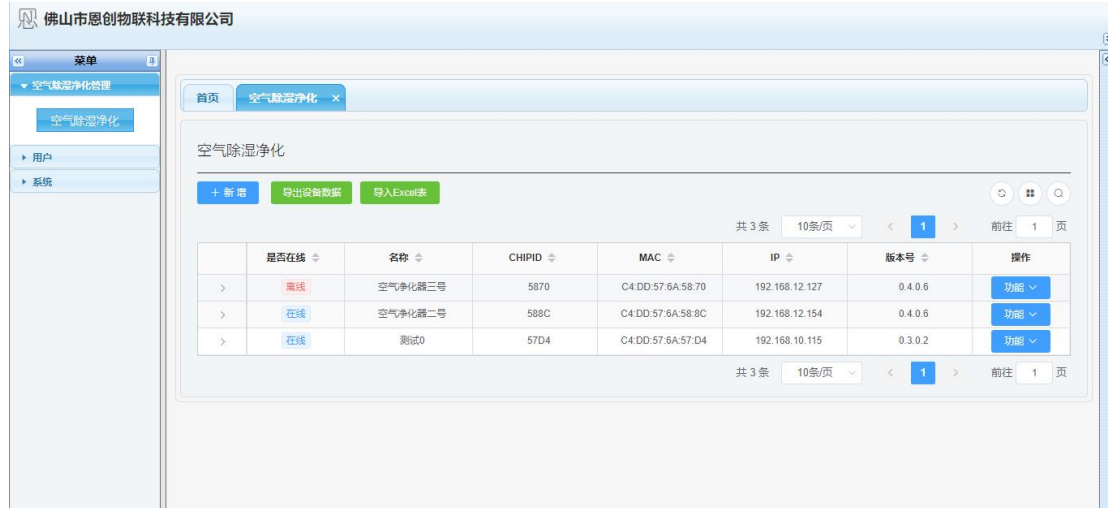 佛山市恩创物联科技有限公司
菜单
空气除湿净化管理
空气除湿净化
用户
系统
首页 空气除湿净化 ×
空气除湿净化
+ 新增 导出设备数据 导入Excel表
共 3 条 10条/页 < 1 > 前往 1 页
是否在线 名称 CHIPID MAC IP 版本号 操作
离线 空气净化器三号 5870 C4:DD:57:6A:58:70 192.168.12.127 0.4.0.6 功能
在线 空气净化器二号 588C C4:DD:57:6A:58:8C 192.168.12.154 0.4.0.6 功能
在线 测试0 57D4 C4:DD:57:6A:57:D4 192.168.10.115 0.3.0.2 功能
共 3 条 10条/页 < 1 > 前往 1 页